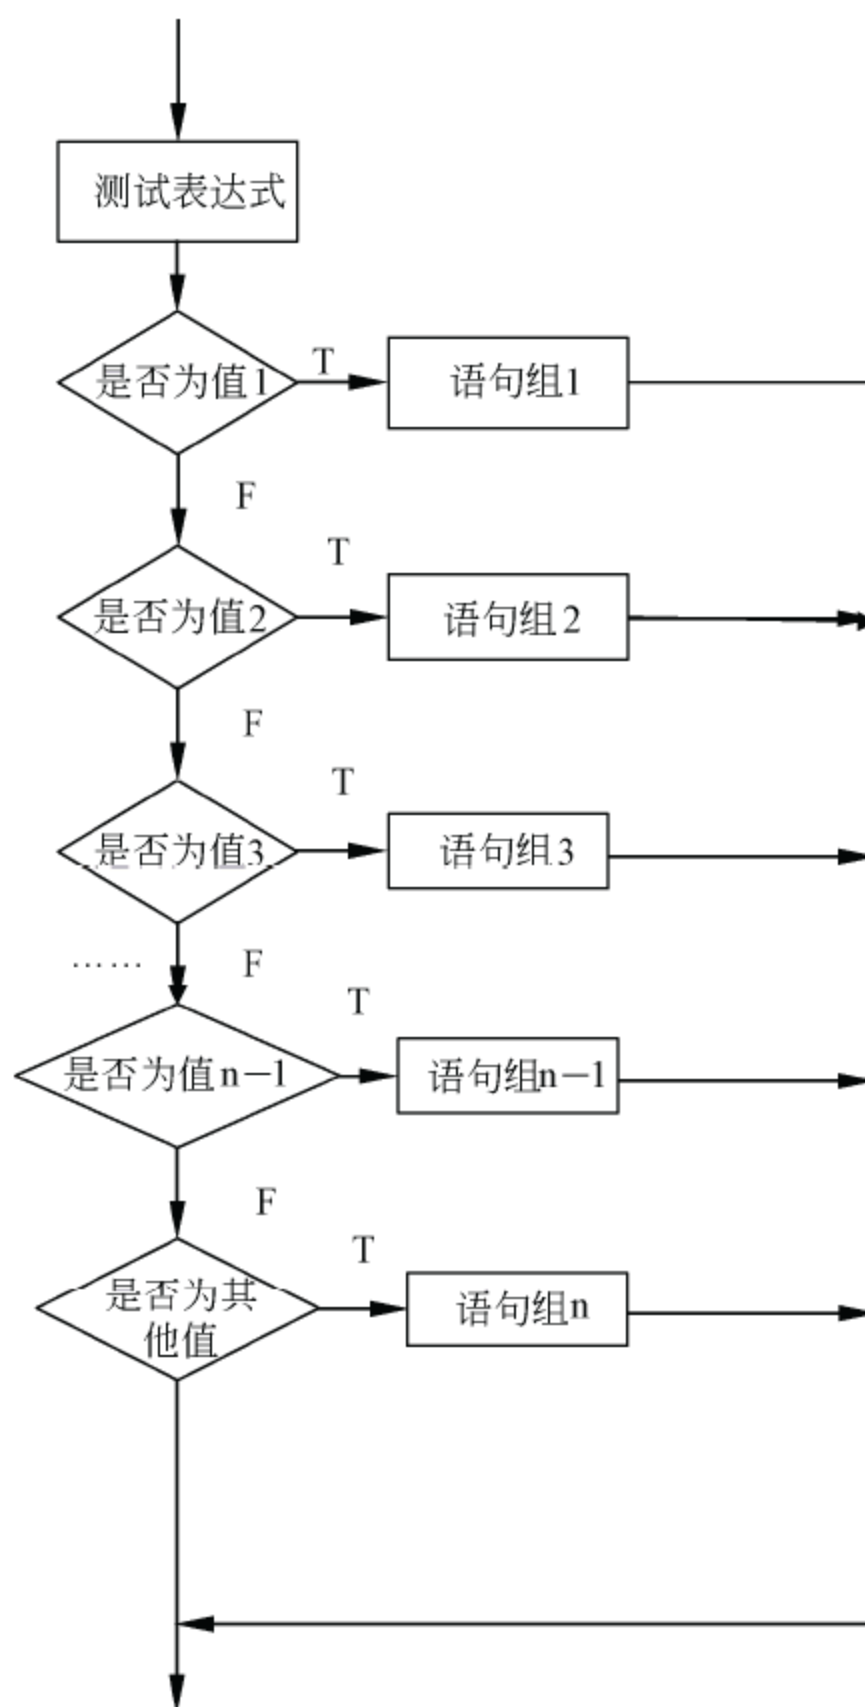 测试表达式
是否为值1
T
语句组1
F
T
是否为值2
语句组2
F
T
是否为值3
语句组3
……
F
T
是否为值n-1
语句组n-1
F
T
是否为其
他值
语句组n